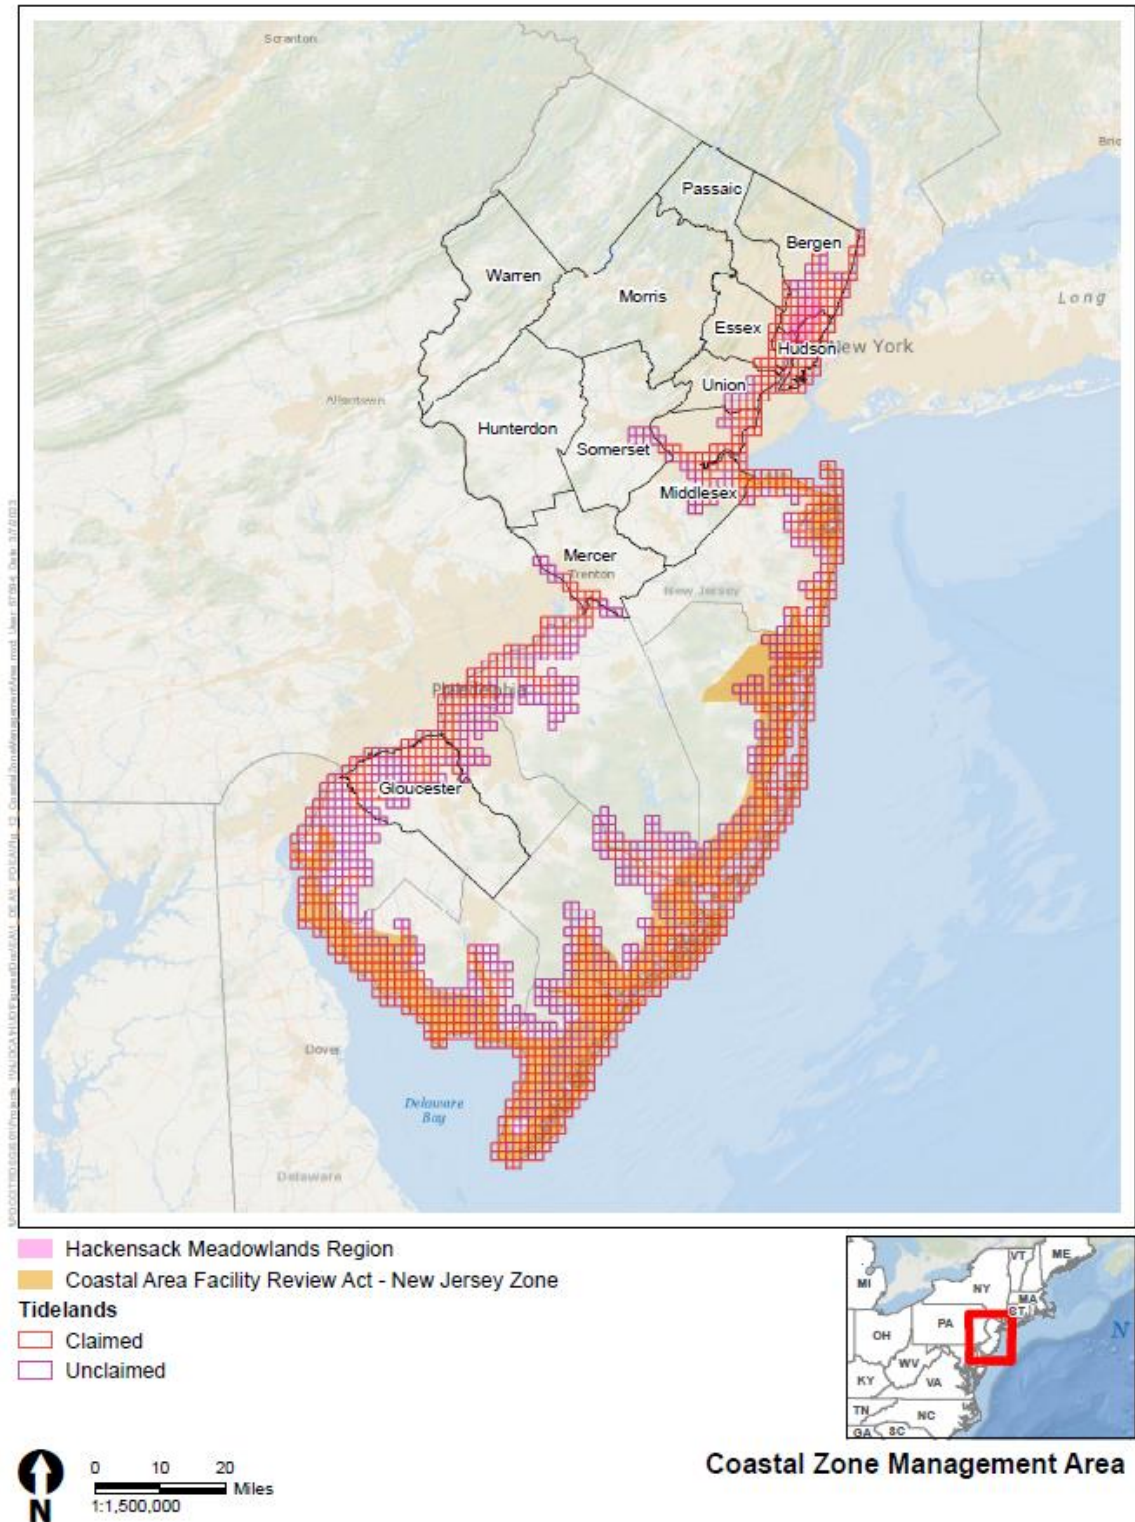 Scranton
Passaic
Bergen
Warren
Morris
Long
Essex
Hudson
New York
Union
Allentown
Hunterdon
Somerset
Middlesex
Mercer
Trenton
New Jersey
Philadelphia
Gloucester
Dover
Delaware
Bay
Delaware
Hackensack Meadowlands Region
Coastal Area Facility Review Act - New Jersey Zone
Tidelands
Claimed
Unclaimed
VT
ME
MI
NY
MA
CT
PA
OH
N
WV
VA
KY
TN
NC
GA
SC
Coastal Zone Management Area
0 10 20
Miles
1:1,500,000
N